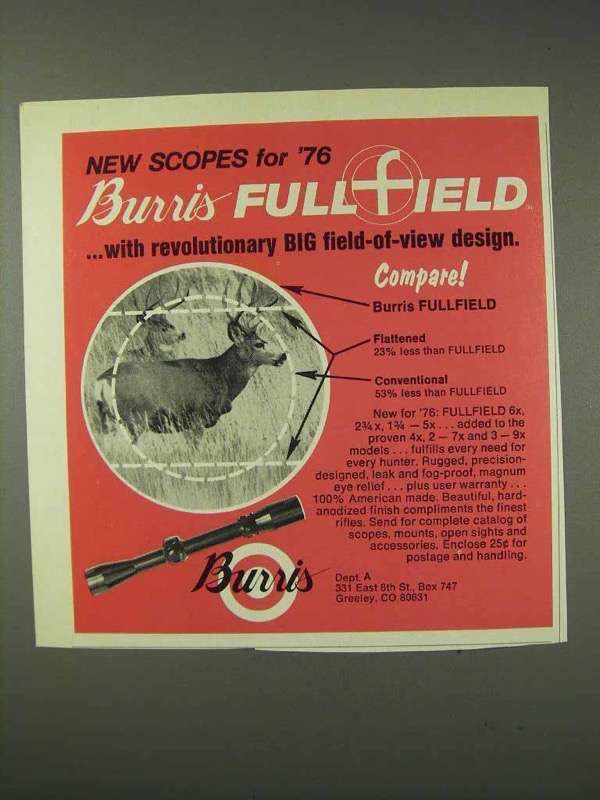 NEW SCOPES for '76
Burris FULLFIELD
...with revolutionary BIG field-of-view design.
Compare!
Burris FULLFIELD
Flattened
23% less than FULLFIELD
Conventional
53% less than FULLFIELD
New for '76: FULLFIELD 6x,
2¾x, 1¾ — 5x . . . added to the
proven 4x, 2 — 7x and 3 — 9x
models . . . fulfills every need for
every hunter. Rugged, precision-
designed, leak and fog-proof, magnum
eye relief . . . plus user warranty . . .
100% American made. Beautiful, hard-
anodized finish compliments the finest
rifles. Send for complete catalog of
scopes, mounts, open sights and
accessories. Enclose 25¢ for
postage and handling.
Burris
Dept. A
331 East 8th St., Box 747
Greeley, CO 80631